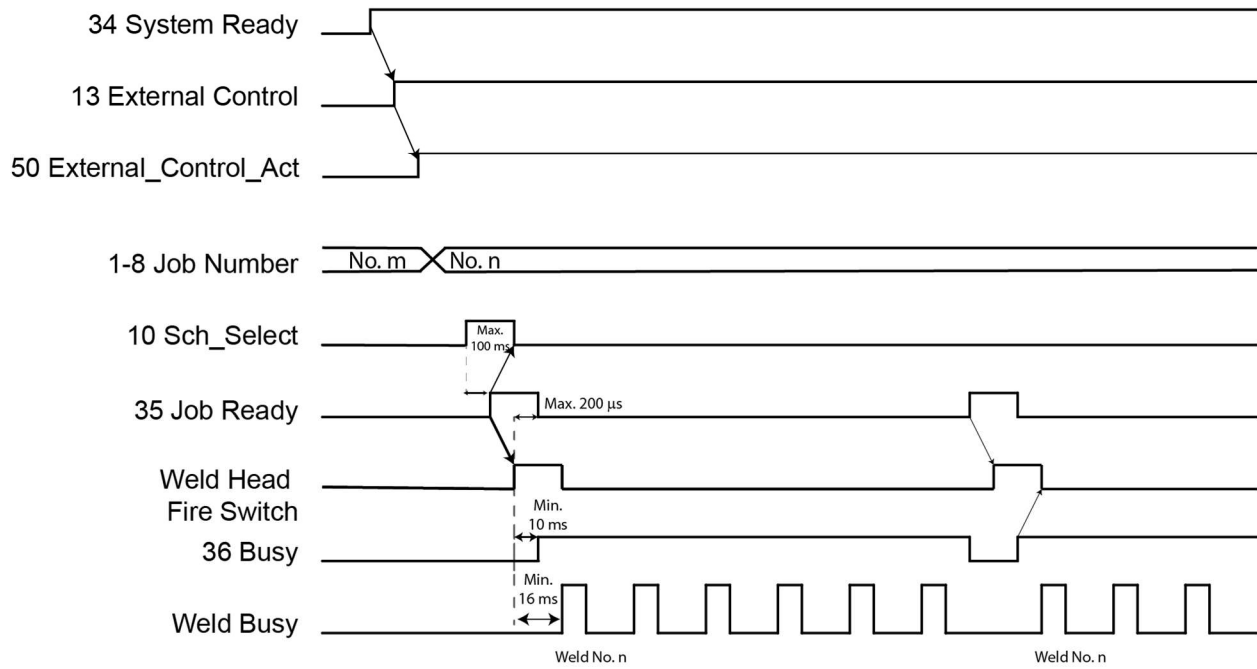 34 System Ready
13 External Control
50 External_Control_Act
1-8 Job Number
No. m
No. n
10 Sch_Select
Max.
100 ms
35 Job Ready
Max. 200 µs
Weld Head
Fire Switch
Min.
10 ms
36 Busy
Min.
16 ms
Weld Busy
Weld No. n
Weld No. n